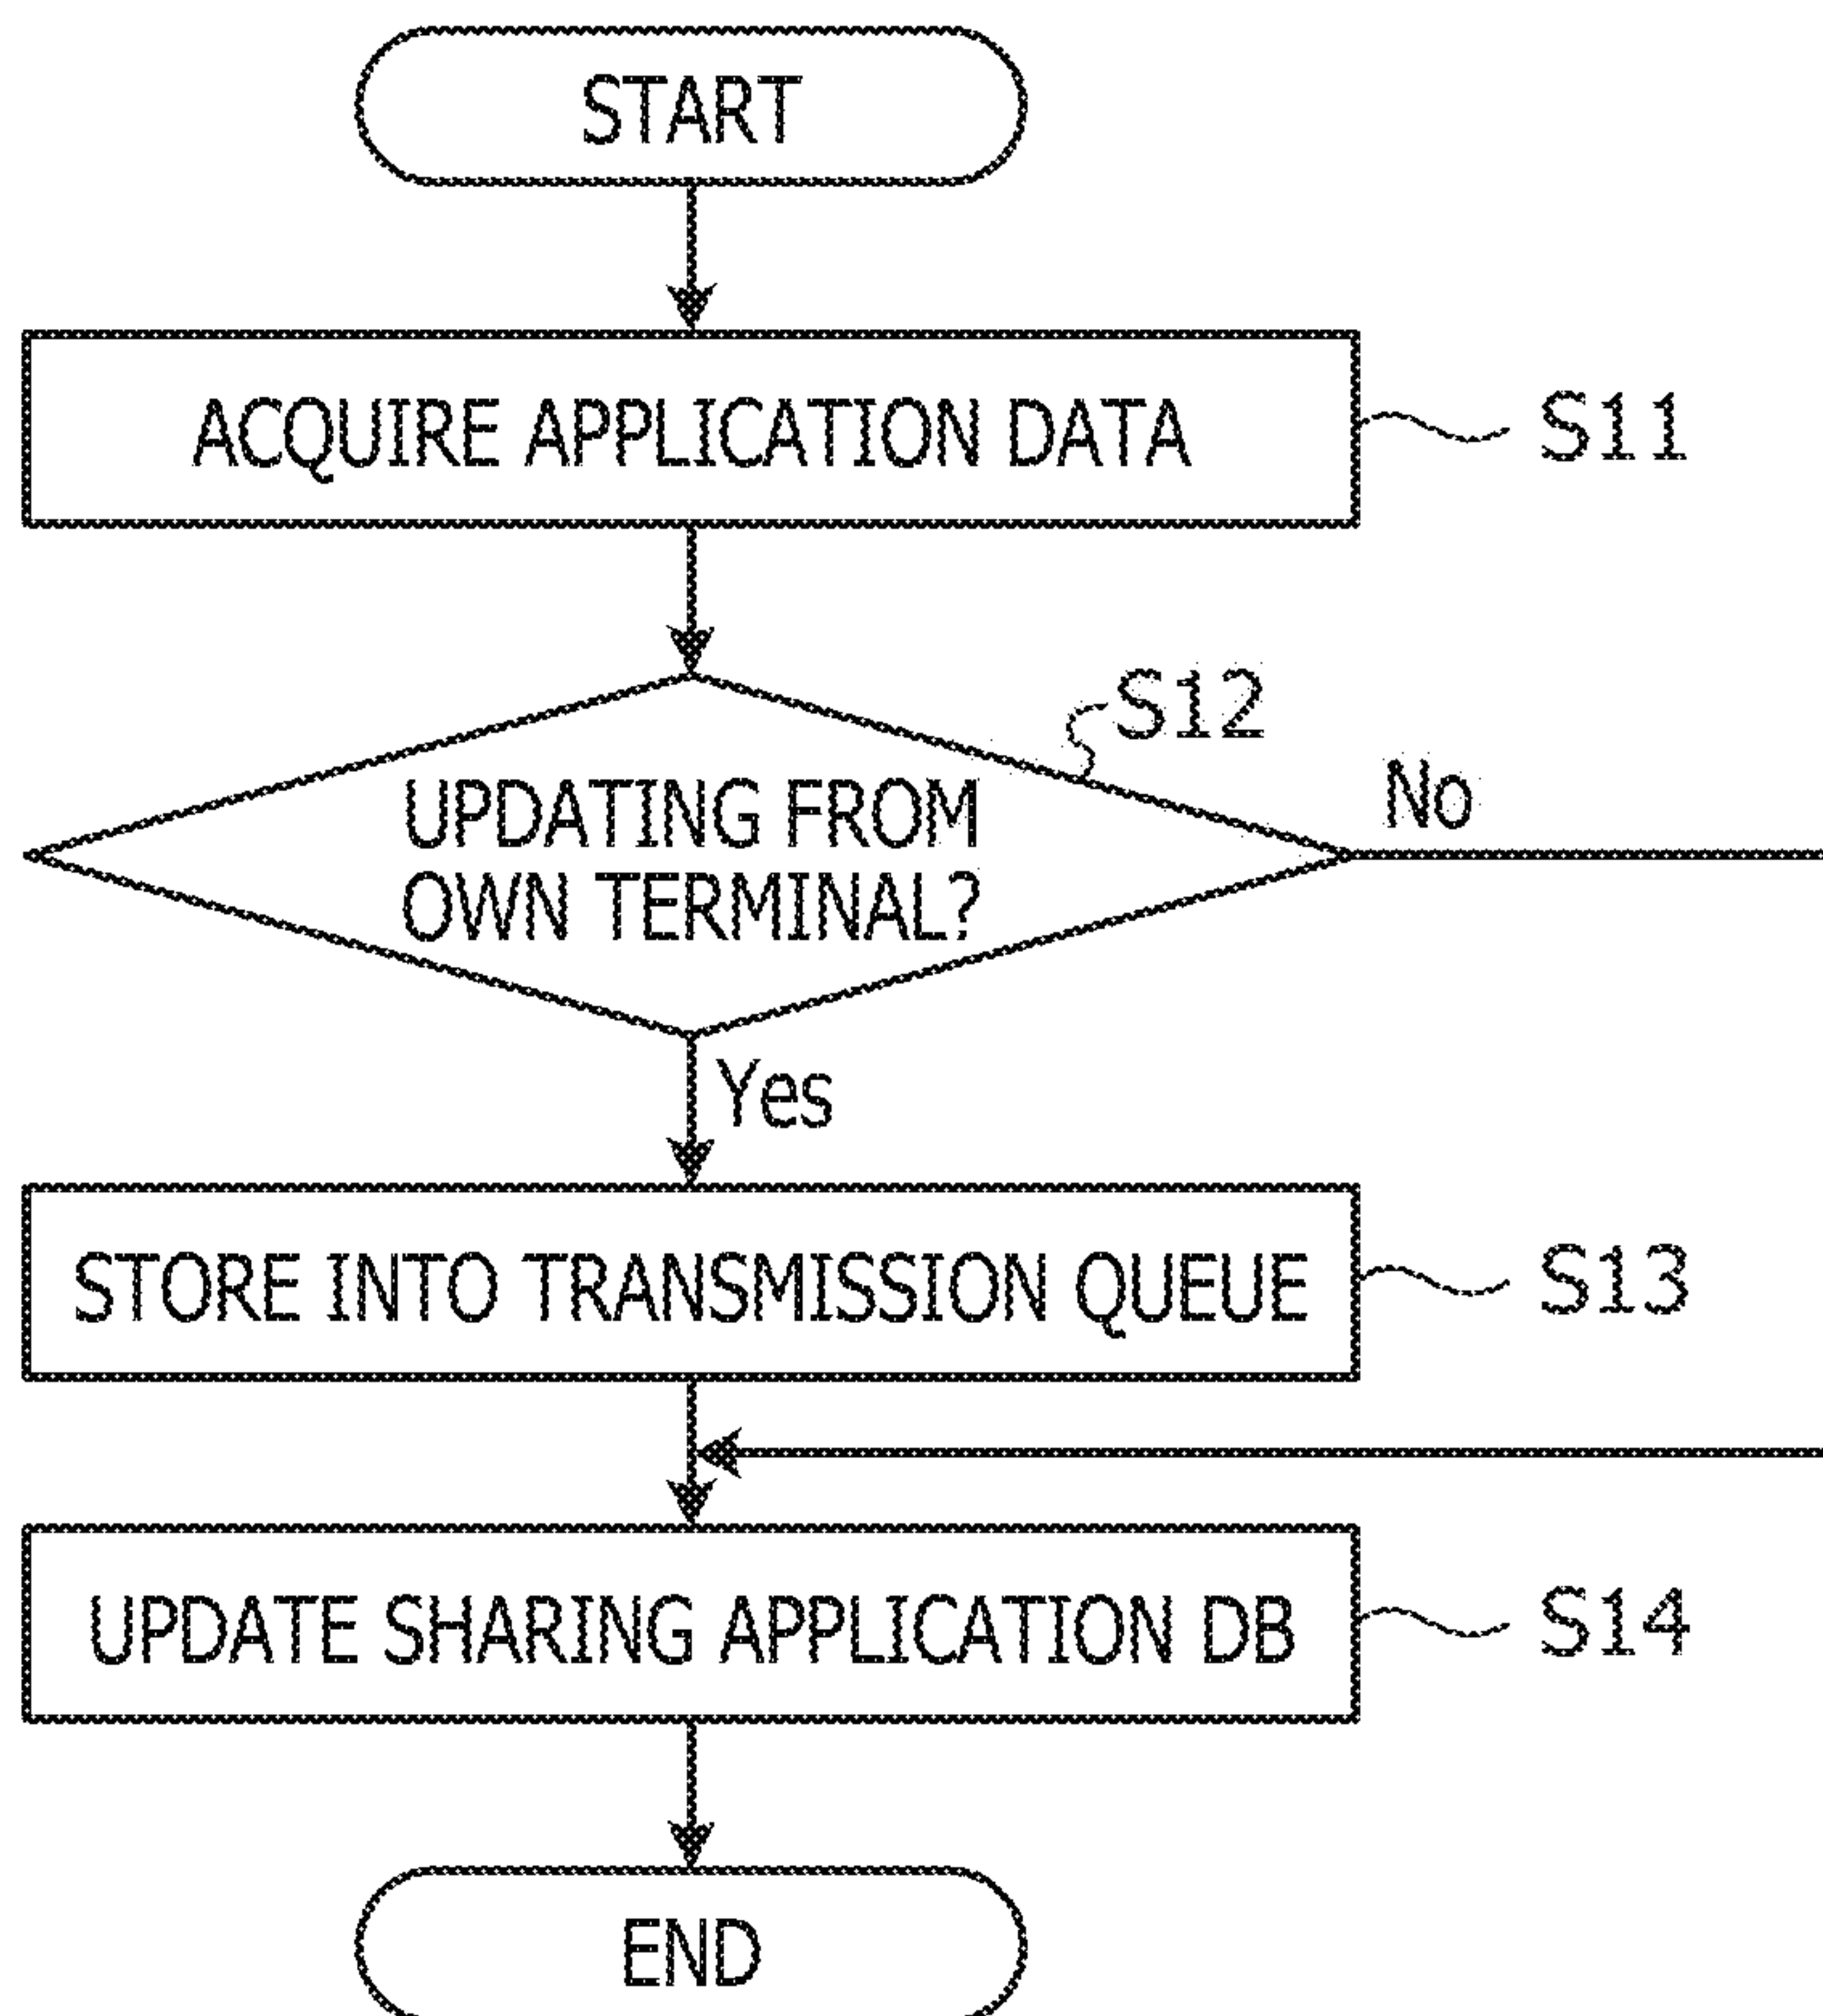 START
ACQUIRE APPLICATION DATA
S11
S12
UPDATING FROM
OWN TERMINAL?
No
Yes
STORE INTO TRANSMISSION QUEUE
S13
UPDATE SHARING APPLICATION DB
S14
END